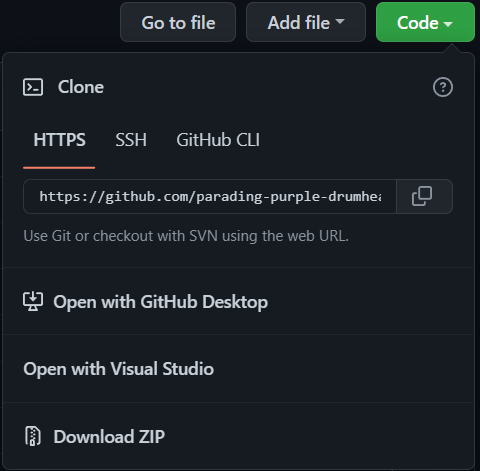 Go to file Add file Code
Clone
HTTPS SSH GitHub CLI
https://github.com/parading-purple-drumhea
Use Git or checkout with SVN using the web URL.
Open with GitHub Desktop
Open with Visual Studio
Download ZIP